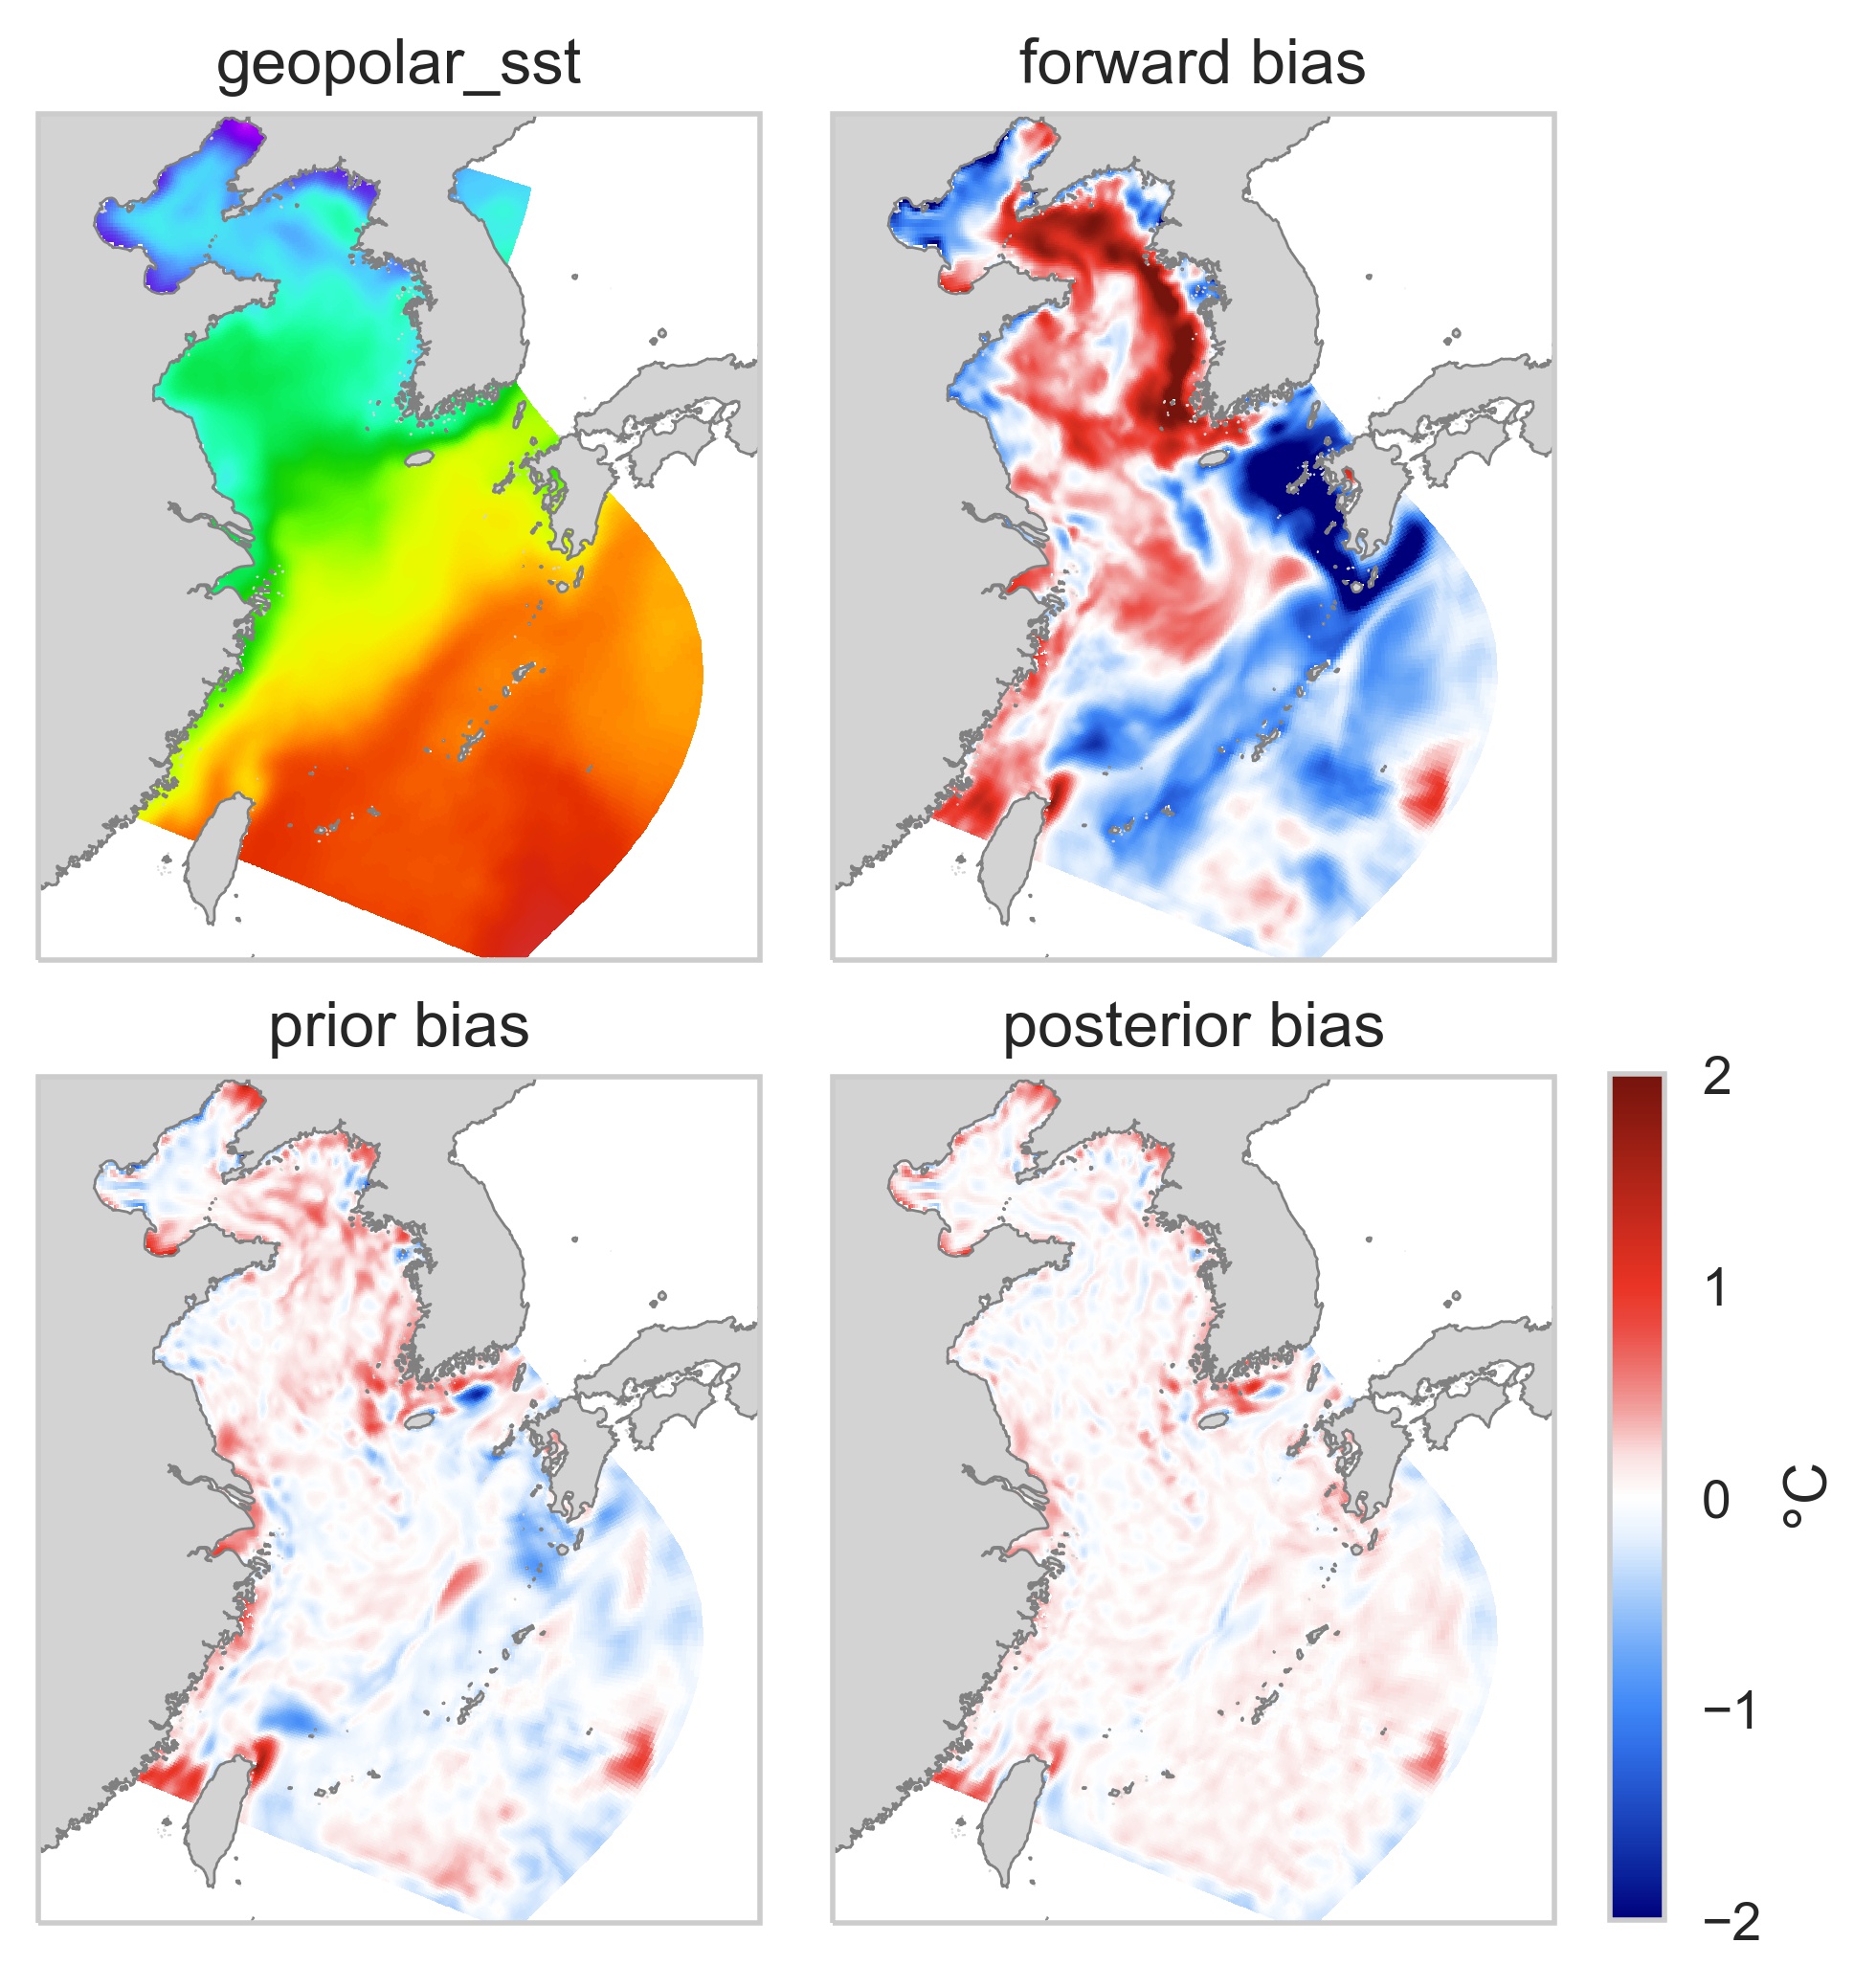 geopolar_sst
forward bias
prior bias
posterior bias
2
1
0
−1
−2
°C